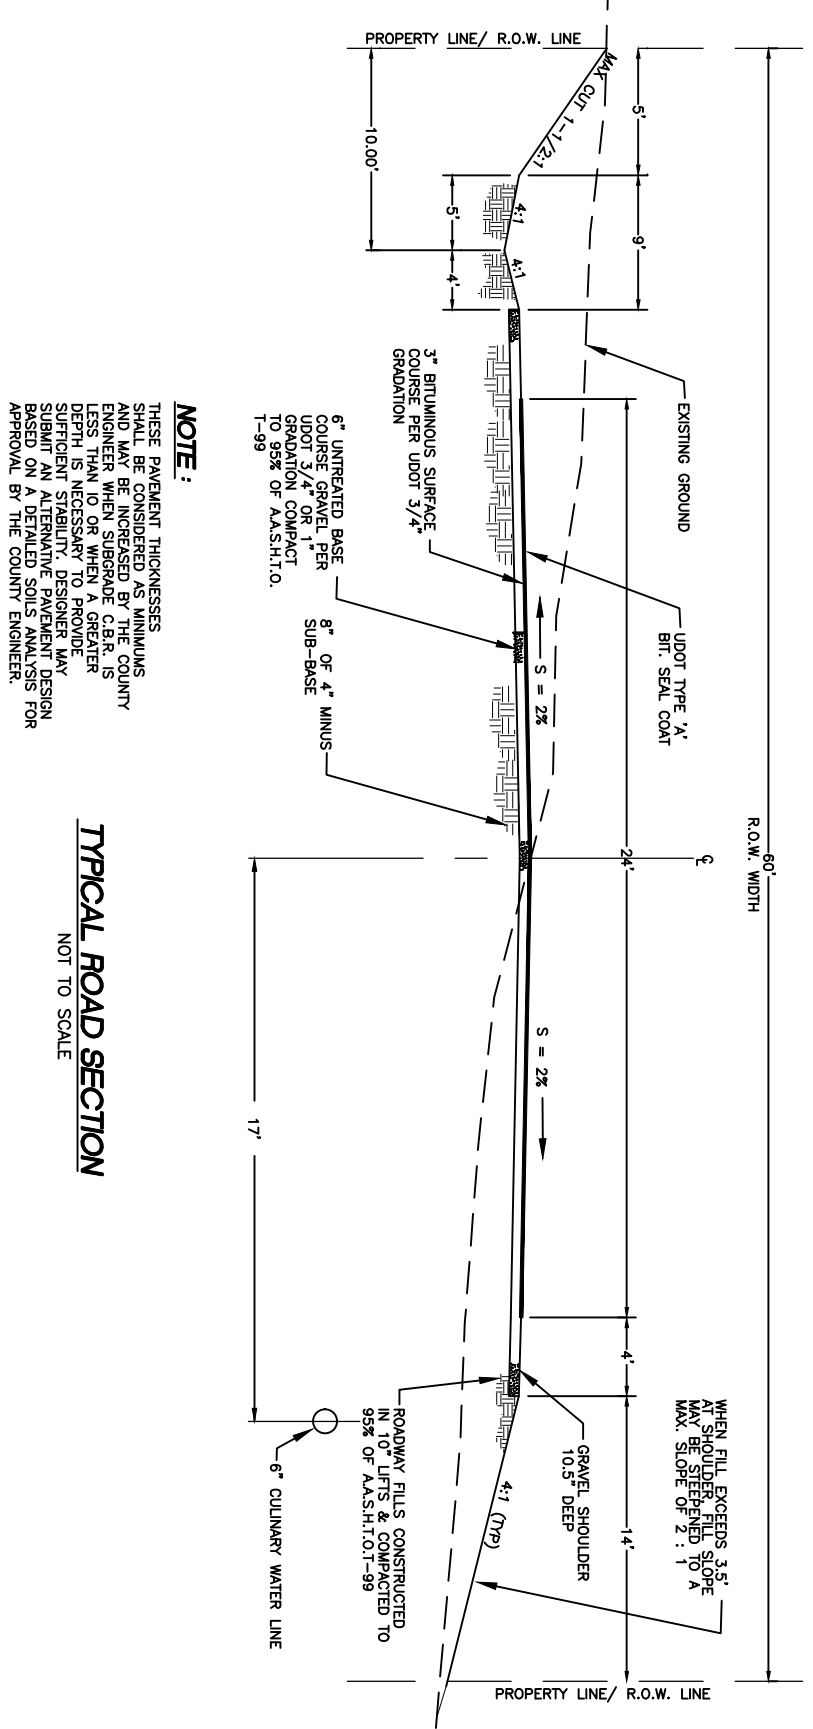 PROPERTY LINE/ R.O.W. LINE
60'
R.O.W. WIDTH
PROPERTY LINE/ R.O.W. LINE
5'
9'
24'
4'
14'
℄
MAX CUT 1-1/2:1
4:1
4:1
5'
4'
10.00'
EXISTING GROUND
UDOT TYPE 'A'
BIT. SEAL COAT
S = 2%
S = 2%
WHEN FILL EXCEEDS 3.5'
AT SHOULDER, FILL SLOPE
MAY BE STEEPENED TO A
MAX. SLOPE OF 2 : 1
GRAVEL SHOULDER
10.5" DEEP
4:1 (TYP)
3" BITUMINOUS SURFACE
COURSE PER UDOT 3/4"
GRADATION
6" UNTREATED BASE
COURSE GRAVEL PER
UDOT 3/4" OR 1"
GRADATION COMPACT
TO 95% OF A.A.S.H.T.O.
T-99
8" OF 4" MINUS
SUB-BASE
17'
ROADWAY FILLS CONSTRUCTED
IN 10" LIFTS & COMPACTED TO
95% OF A.A.S.H.T.O.T-99
6" CULINARY WATER LINE
NOTE:
THESE PAVEMENT THICKNESSES
SHALL BE CONSIDERED AS MINIMUMS
AND MAY BE INCREASED BY THE COUNTY
ENGINEER WHEN SUBGRADE C.B.R. IS
LESS THAN 10 OR WHEN A GREATER
DEPTH IS NECESSARY TO PROVIDE
SUFFICIENT STABILITY. DESIGNER MAY
SUBMIT AN ALTERNATIVE PAVEMENT DESIGN
BASED ON A DETAILED SOILS ANALYSIS FOR
APPROVAL BY THE COUNTY ENGINEER.
TYPICAL ROAD SECTION
NOT TO SCALE